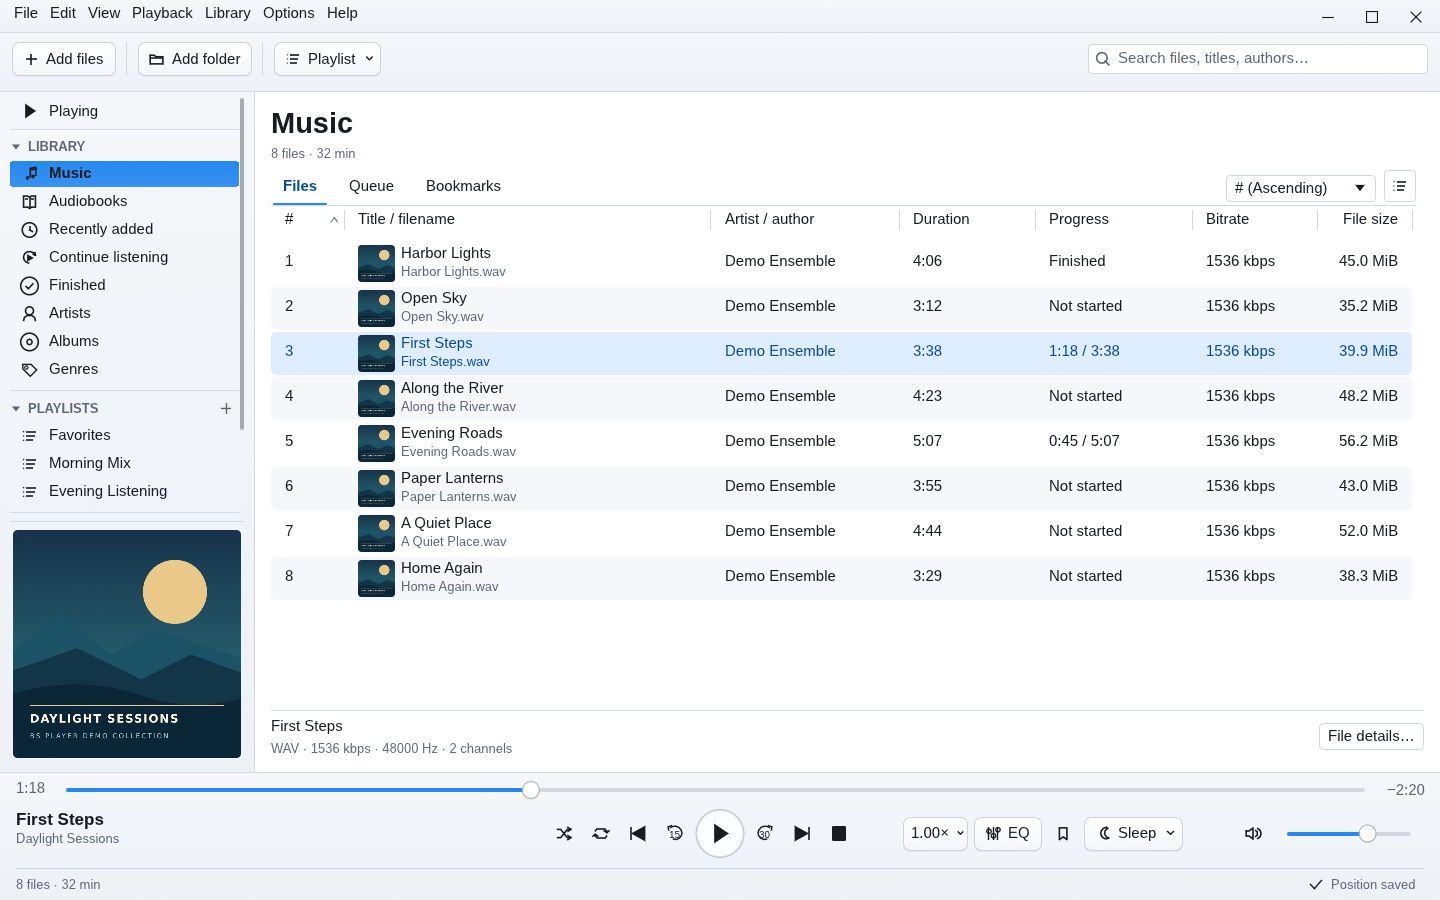 File Edit View Playback Library Options Help
Add files
Add folder
Playlist
Search files, titles, authors…
Playing
LIBRARY
Music
Audiobooks
Recently added
Continue listening
Finished
Artists
Albums
Genres
PLAYLISTS
Favorites
Morning Mix
Evening Listening
DAYLIGHT SESSIONS
BS PLAYER DEMO COLLECTION
Music
8 files · 32 min
Files Queue Bookmarks
# (Ascending)
# Title / filename Artist / author Duration Progress Bitrate File size
1 Harbor Lights Demo Ensemble 4:06 Finished 1536 kbps 45.0 MiB
Harbor Lights.wav
2 Open Sky Demo Ensemble 3:12 Not started 1536 kbps 35.2 MiB
Open Sky.wav
3 First Steps Demo Ensemble 3:38 1:18 / 3:38 1536 kbps 39.9 MiB
First Steps.wav
4 Along the River Demo Ensemble 4:23 Not started 1536 kbps 48.2 MiB
Along the River.wav
5 Evening Roads Demo Ensemble 5:07 0:45 / 5:07 1536 kbps 56.2 MiB
Evening Roads.wav
6 Paper Lanterns Demo Ensemble 3:55 Not started 1536 kbps 43.0 MiB
Paper Lanterns.wav
7 A Quiet Place Demo Ensemble 4:44 Not started 1536 kbps 52.0 MiB
A Quiet Place.wav
8 Home Again Demo Ensemble 3:29 Not started 1536 kbps 38.3 MiB
Home Again.wav
First Steps
WAV · 1536 kbps · 48000 Hz · 2 channels
File details…
1:18
−2:20
First Steps
Daylight Sessions
15
30
1.00×
EQ
Sleep
8 files · 32 min
Position saved